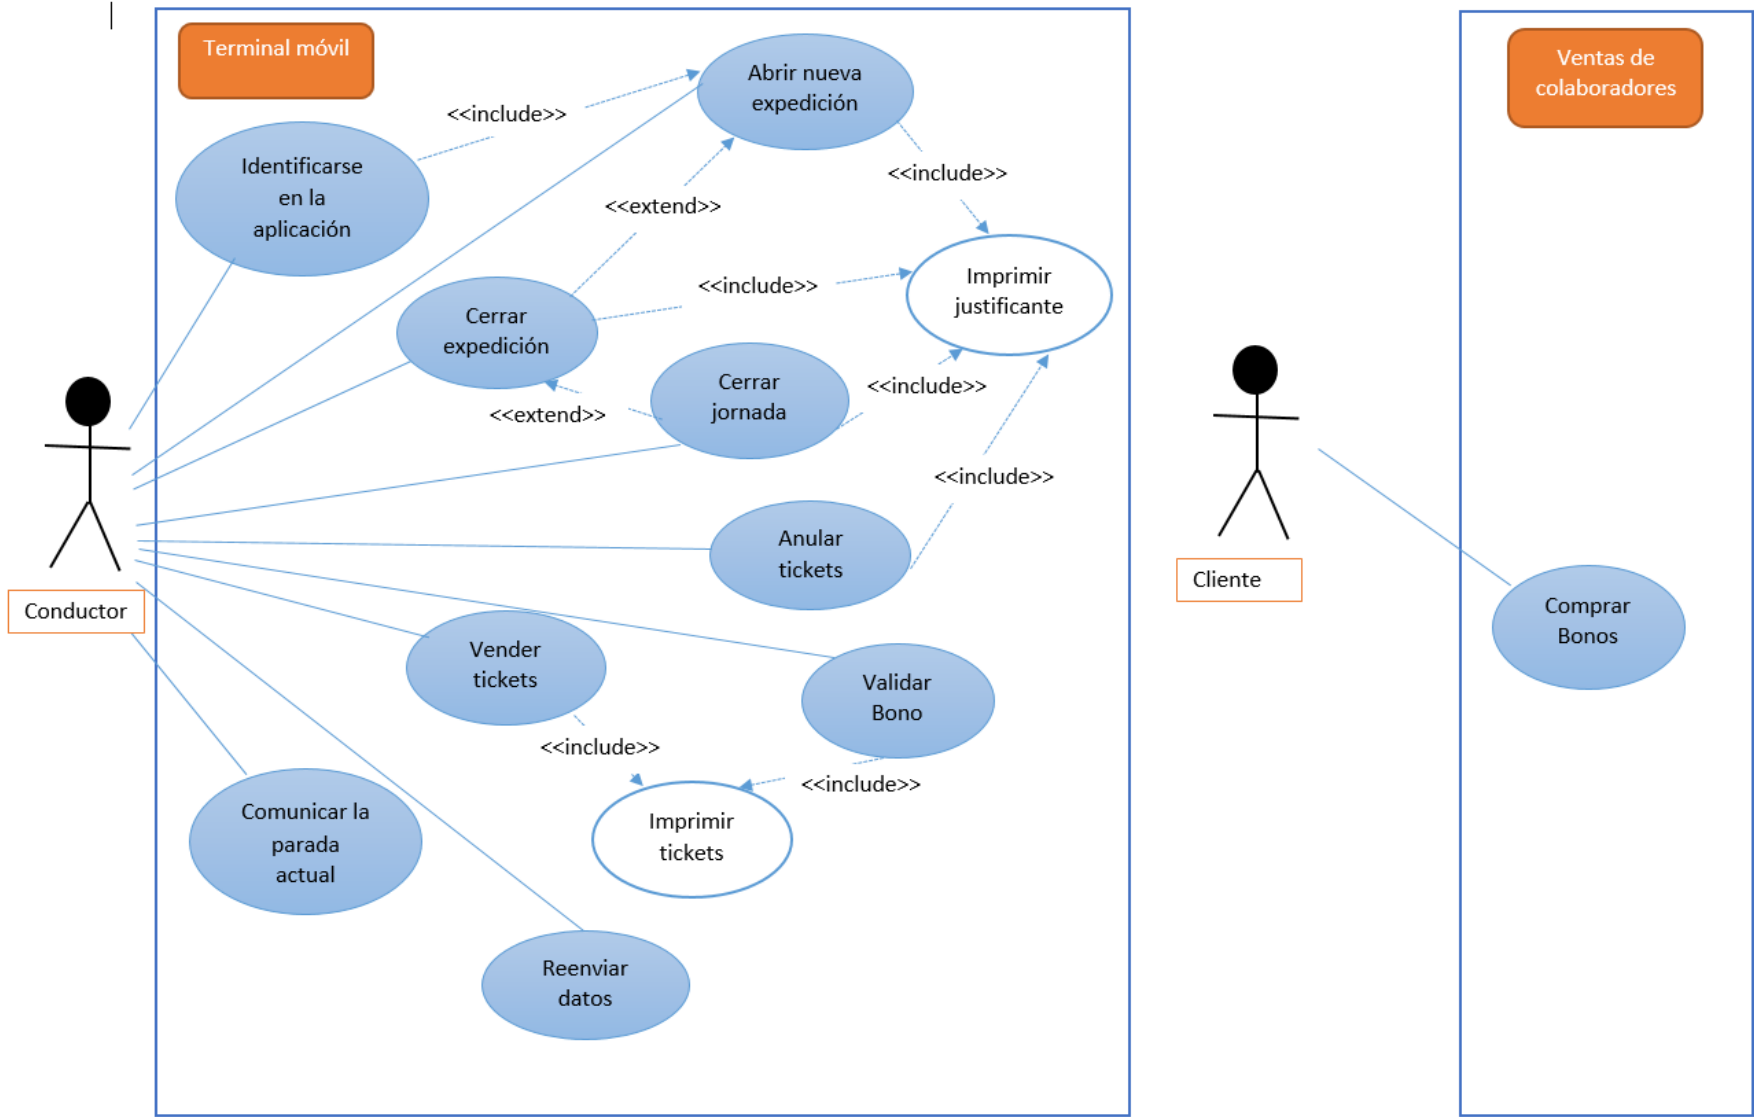 Terminal móvil
Abrir nueva
expedición
Ventas de
colaboradores
<<include>>
Identificarse
en la
aplicación
<<include>>
<<extend>>
Imprimir
justificante
<<include>>
Cerrar
expedición
Cerrar
jornada
<<include>>
<<extend>>
<<include>>
Anular
tickets
Cliente
Conductor
Comprar
Bonos
Vender
tickets
Validar
Bono
<<include>>
<<include>>
Comunicar la
parada
actual
Imprimir
tickets
Reenviar
datos